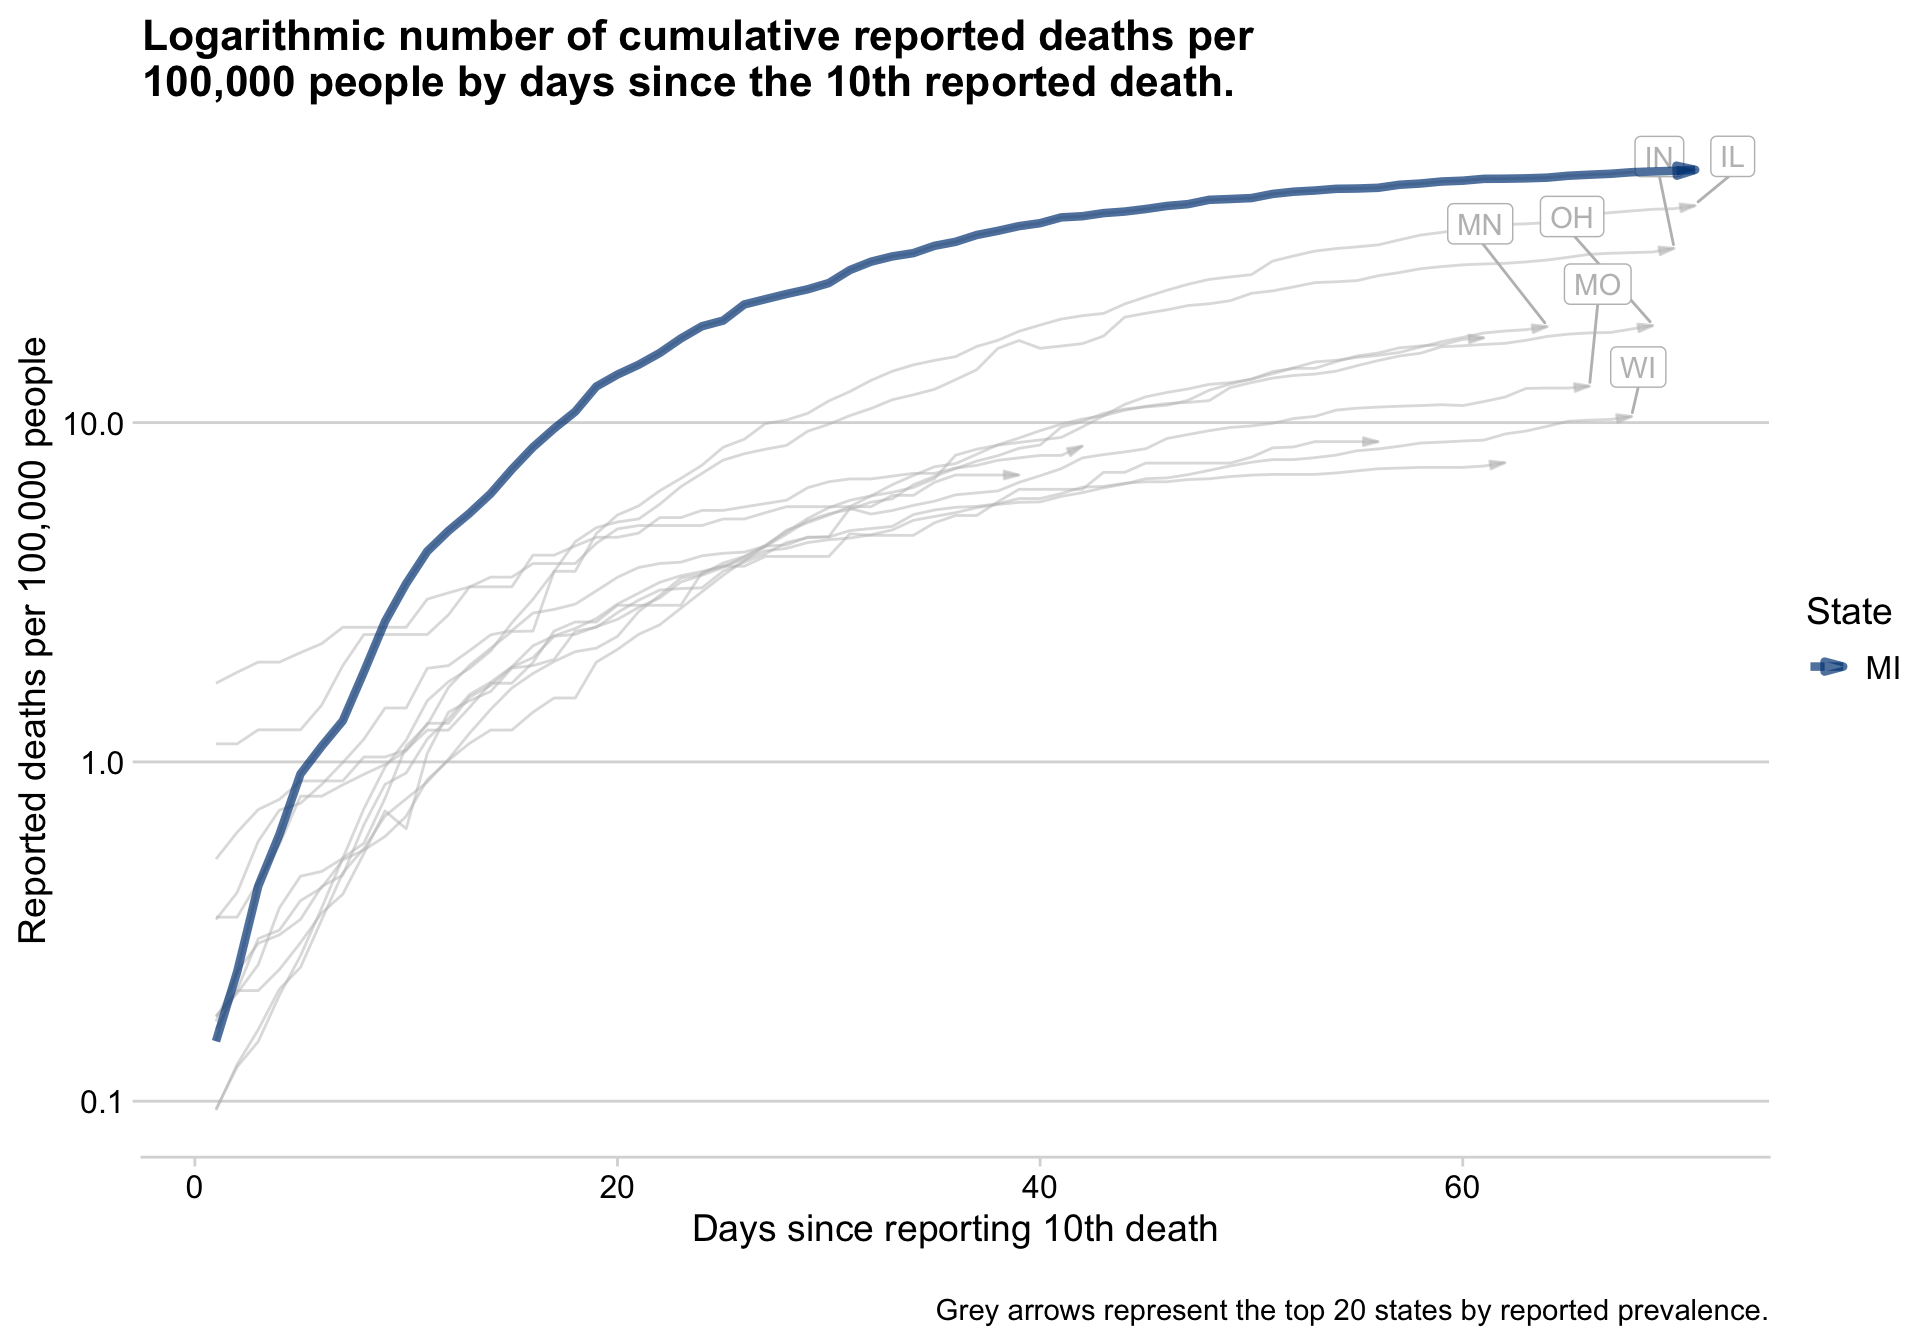 Logarithmic number of cumulative reported deaths per
100,000 people by days since the 10th reported death.
Reported deaths per 100,000 people
10.0
1.0
0.1
IN
IL
MN
OH
MO
WI
State
MI
0
20
40
60
Days since reporting 10th death
Grey arrows represent the top 20 states by reported prevalence.